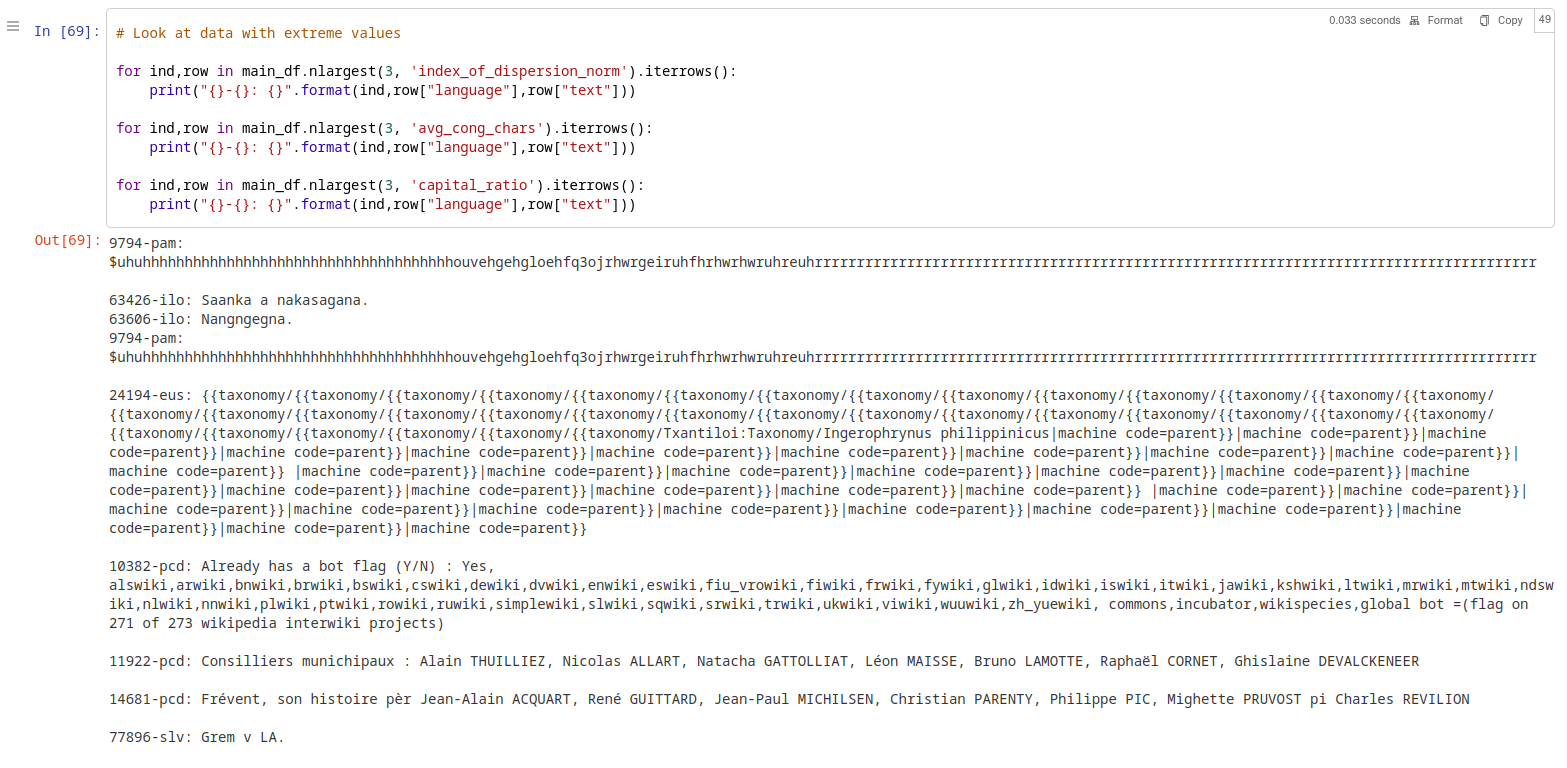 In [69]:
0.033 seconds Format Copy 49
# Look at data with extreme values
for ind,row in main_df.nlargest(3, 'index_of_dispersion_norm').iterrows():
    print("{}-{}: {}".format(ind,row["language"],row["text"]))
for ind,row in main_df.nlargest(3, 'avg_cong_chars').iterrows():
    print("{}-{}: {}".format(ind,row["language"],row["text"]))
for ind,row in main_df.nlargest(3, 'capital_ratio').iterrows():
    print("{}-{}: {}".format(ind,row["language"],row["text"]))
Out[69]:
9794-pam:
63426-ilo: Saanka a nakasagana.
63606-ilo: Nangngegna.
9794-pam:
24194-eus: {{taxonomy/{{taxonomy/{{taxonomy/{{taxonomy/{{taxonomy/{{taxonomy/{{taxonomy/{{taxonomy/{{taxonomy/{{taxonomy/{{taxonomy/{{taxonomy/{{taxonomy/{{taxonomy/
{{taxonomy/{{taxonomy/{{taxonomy/{{taxonomy/{{taxonomy/{{taxonomy/{{taxonomy/{{taxonomy/{{taxonomy/{{taxonomy/{{taxonomy/{{taxonomy/{{taxonomy/{{taxonomy/{{taxonomy/
{{taxonomy/{{taxonomy/{{taxonomy/{{taxonomy/{{taxonomy/{{taxonomy/Txantiloi:Taxonomy/Ingerophrynus philippinicus|machine code=parent}}|machine code=parent}}|machine
code=parent}}|machine code=parent}}|machine code=parent}}|machine code=parent}}|machine code=parent}}|machine code=parent}}|machine code=parent}}|machine code=parent}}|
machine code=parent}} |machine code=parent}}|machine code=parent}}|machine code=parent}}|machine code=parent}}|machine code=parent}}|machine code=parent}}|machine
code=parent}}|machine code=parent}}|machine code=parent}}|machine code=parent}}|machine code=parent}}|machine code=parent}} |machine code=parent}}|machine code=parent}}|
machine code=parent}}|machine code=parent}}|machine code=parent}}|machine code=parent}}|machine code=parent}}|machine code=parent}}|machine code=parent}}|machine
code=parent}}|machine code=parent}}|machine code=parent}}
10382-pcd: Already has a bot flag (Y/N) : Yes,
alswiki,arwiki,bnwiki,brwiki,bswiki,cswiki,dewiki,dvwiki,enwiki,eswiki,fiu_vrowiki,fiwiki,frwiki,fywiki,glwiki,idwiki,iswiki,itwiki,jawiki,kshwiki,ltwiki,mrwiki,mtwiki,ndsw
iki,nlwiki,nnwiki,plwiki,ptwiki,rowiki,ruwiki,simplewiki,slwiki,sqwiki,srwiki,trwiki,ukwiki,viwiki,wuuwiki,zh_yuewiki, commons,incubator,wikispecies,global bot =(flag on
271 of 273 wikipedia interwiki projects)
11922-pcd: Consilliers munichipaux : Alain THUILLIEZ, Nicolas ALLART, Natacha GATTOLLIAT, Léon MAISSE, Bruno LAMOTTE, Raphaël CORNET, Ghislaine DEVALCKENEER
14681-pcd: Frévent, son histoire pèr Jean-Alain ACQUART, René GUITTARD, Jean-Paul MICHILSEN, Christian PARENTY, Philippe PIC, Mighette PRUVOST pi Charles REVILION
77896-slv: Grem v LA.